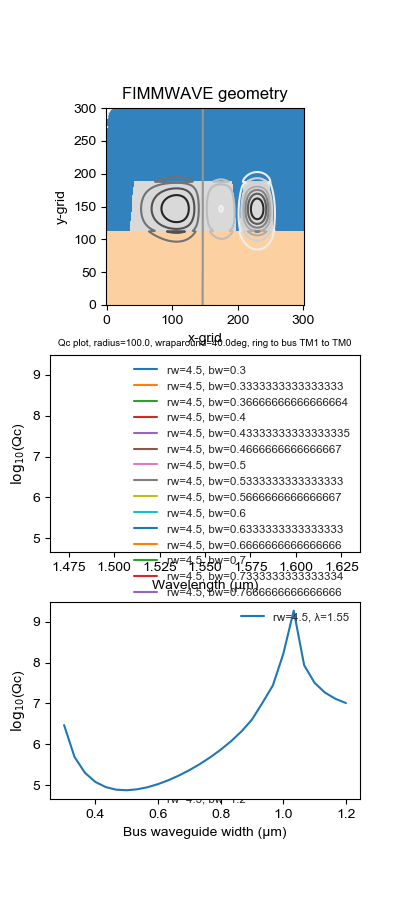 FIMMWAVE geometry
300
250
200
150
100
50
0
y-grid
0 100 200 300
x-grid
Qc plot, radius=100.0, wraparound=40.0deg, ring to bus TM1 to TM0
9
8
7
6
5
log10(Qc)
rw=4.5, bw=0.3
rw=4.5, bw=0.3333333333333333
rw=4.5, bw=0.36666666666666664
rw=4.5, bw=0.4
rw=4.5, bw=0.43333333333333335
rw=4.5, bw=0.4666666666666667
rw=4.5, bw=0.5
rw=4.5, bw=0.5333333333333333
rw=4.5, bw=0.5666666666666667
rw=4.5, bw=0.6
rw=4.5, bw=0.6333333333333333
rw=4.5, bw=0.6666666666666666
rw=4.5, bw=0.7
rw=4.5, bw=0.7333333333333334
rw=4.5, bw=0.7666666666666666
1.475 1.500 1.525 1.550 1.575 1.600 1.625
Wavelength (μm)
9
8
7
6
5
log10(Qc)
rw=4.5, λ=1.55
rw=4.5, bw=1.2
0.4 0.6 0.8 1.0 1.2
Bus waveguide width (μm)